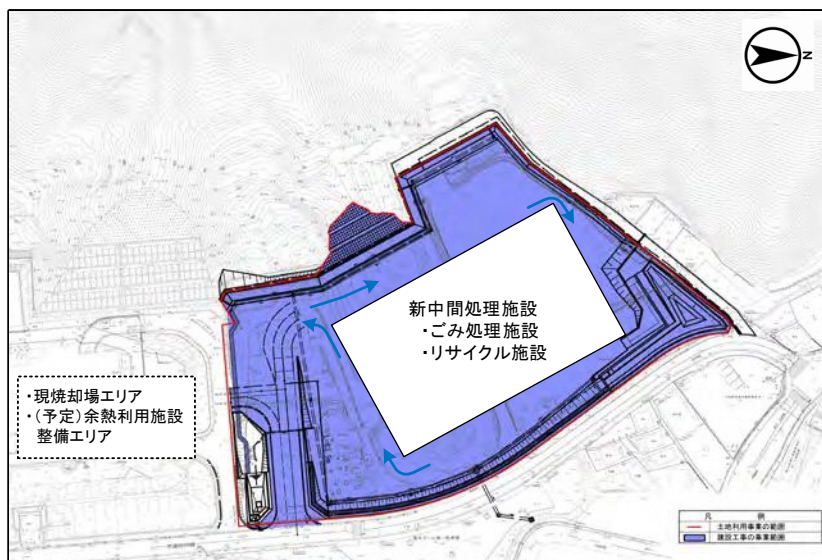 N
新中間処理施設
・ごみ処理施設
・リサイクル施設
・現焼却場エリア
・(予定)余熱利用施設
整備エリア
凡 例
土地利用事業の範囲
建設工事の事業範囲